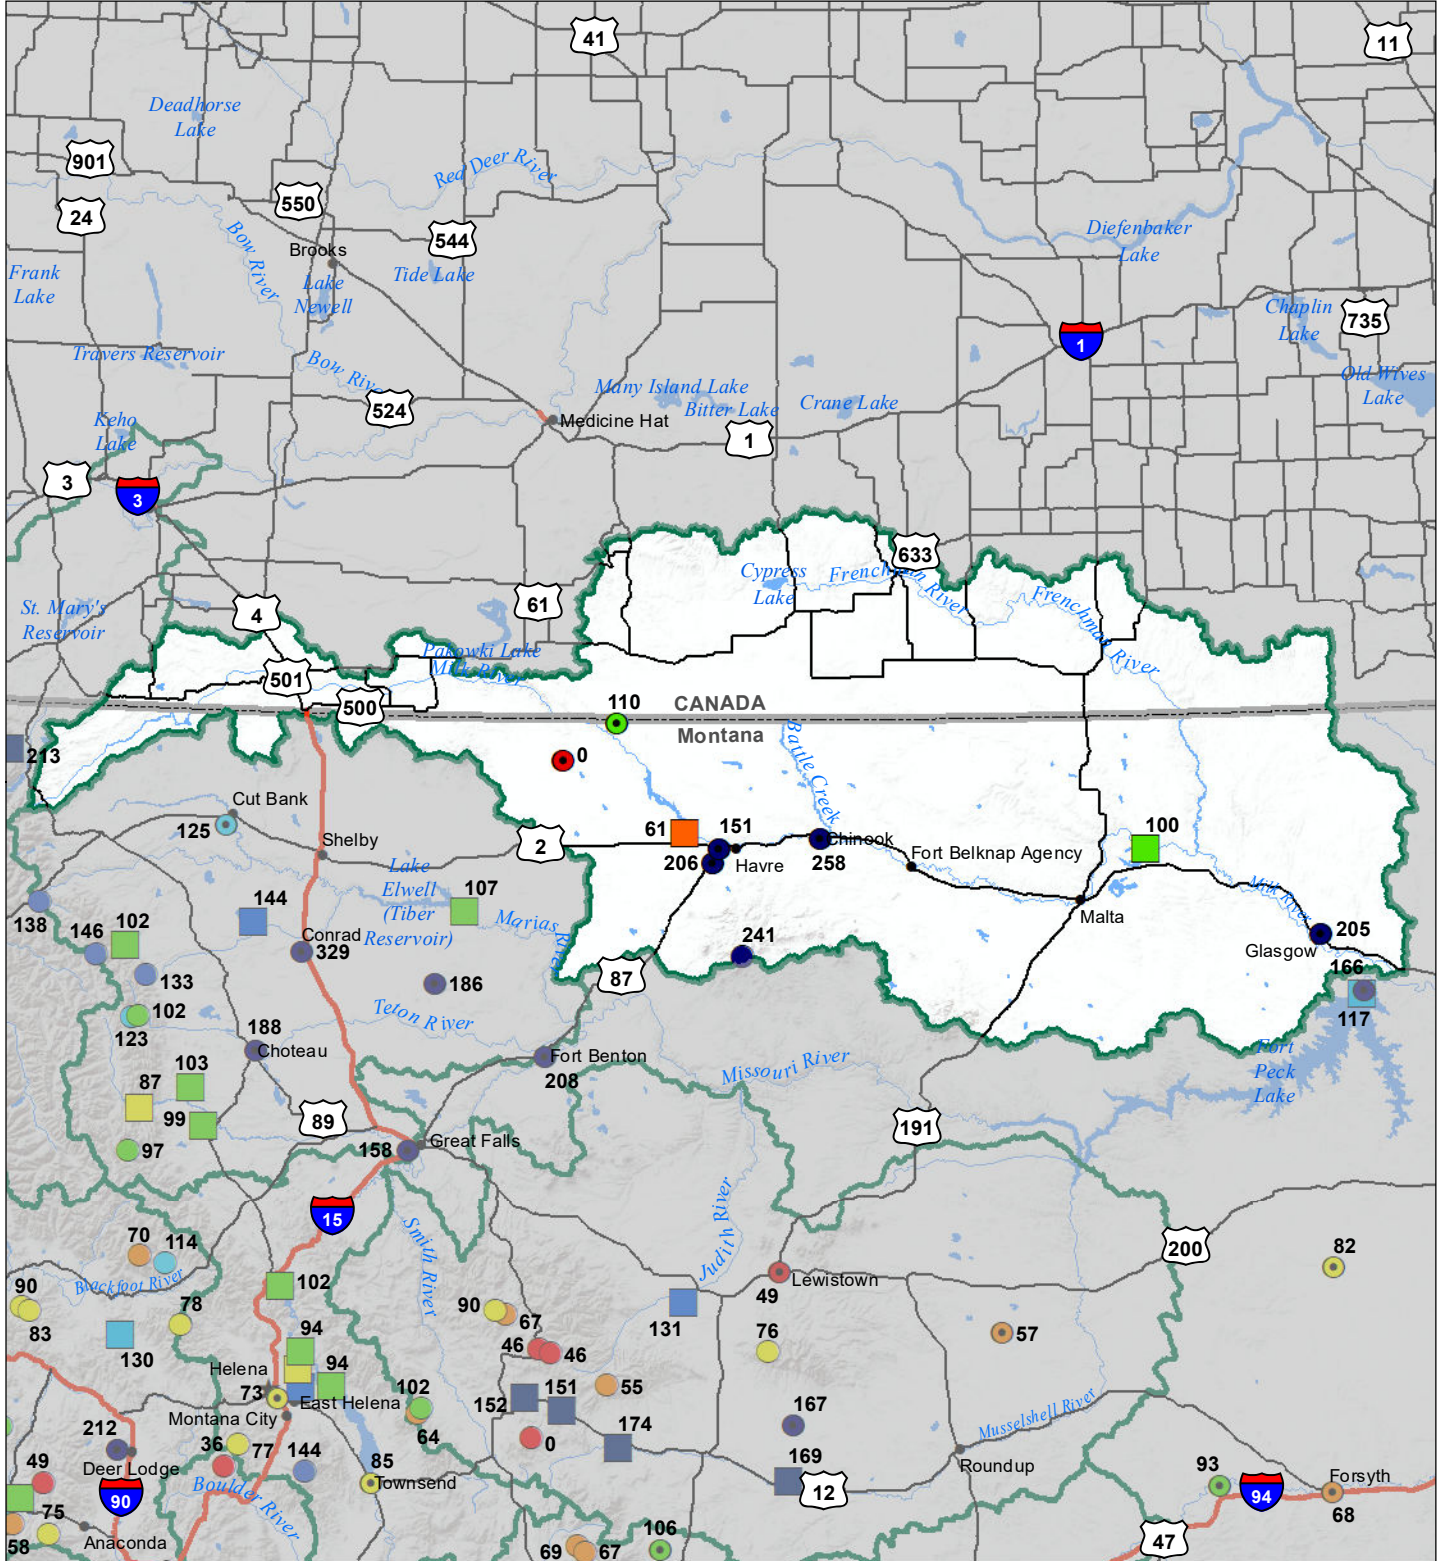 41
11
Deadhorse
Lake
901
Red Deer River
550
24
544
Bow River
Brooks
Diefenbaker
Lake
Frank
Lake
Tide Lake
Lake
Newell
Chaplin
Lake
735
1
Travers Reservoir
Bow River
Many Island Lake
Old Wives
Lake
524
Bitter Lake
Crane Lake
Keho
Lake
Medicine Hat
1
3
3
633
Cypress
Lake
Frenchman River
61
Frenchman River
St. Mary's
Reservoir
4
Pakowki Lake
Milk River
501
500
110
CANADA
Montana
213
0
Battle Creek
Cut Bank
125
Shelby
2
61
151
Chinook
100
206
Havre
258
Fort Belknap Agency
Lake
Elwell
(Tiber
Reservoir)
107
144
Marias River
138
146
102
Conrad
329
Malta
Milk River
241
205
Glasgow
133
186
87
166
102
123
Teton River
117
188
Choteau
Fort Benton
208
Missouri River
Fort
Peck
Lake
103
87
99
89
191
97
158
Great Falls
15
Smith River
Judith River
70
114
200
82
Blackfoot River
90
83
102
Lewistown
49
78
90
67
131
57
94
46
46
76
130
Helena
94
73
East Helena
102
55
152
151
167
Montana City
64
174
Musselshell River
212
36
77
144
169
Roundup
49
Deer Lodge
85
Townsend
12
93
Forsyth
90
Boulder River
94
68
75
58
Anaconda
106
47
69
67